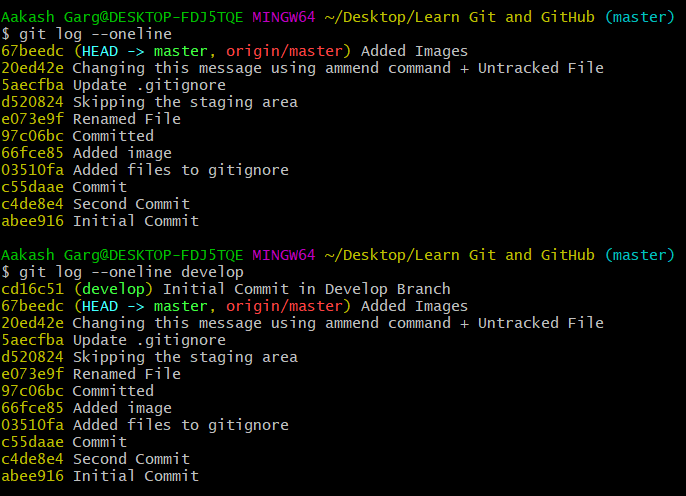 Aakash Garg@DESKTOP-FDJ5TQE MINGW64 ~/Desktop/Learn Git and GitHub (master)
$ git log --oneline
67beedc (HEAD -> master, origin/master) Added Images
20ed42e Changing this message using ammend command + Untracked File
5aecfba Update .gitignore
d520824 Skipping the staging area
e073e9f Renamed File
97c06bc Committed
66fce85 Added image
03510fa Added files to gitignore
c55daae Commit
c4de8e4 Second Commit
abee916 Initial Commit
Aakash Garg@DESKTOP-FDJ5TQE MINGW64 ~/Desktop/Learn Git and GitHub (master)
$ git log --oneline develop
cd16c51 (develop) Initial Commit in Develop Branch
67beedc (HEAD -> master, origin/master) Added Images
20ed42e Changing this message using ammend command + Untracked File
5aecfba Update .gitignore
d520824 Skipping the staging area
e073e9f Renamed File
97c06bc Committed
66fce85 Added image
03510fa Added files to gitignore
c55daae Commit
c4de8e4 Second Commit
abee916 Initial Commit